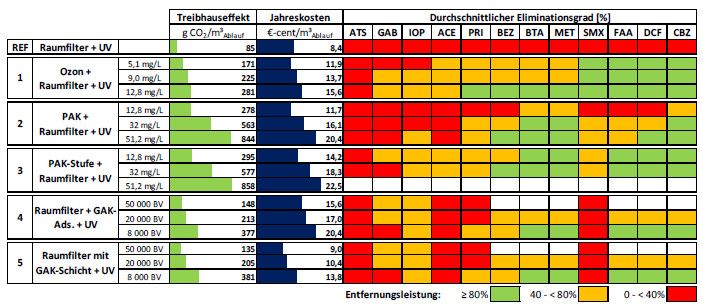 Treibhauseffekt Jahreskosten Durchschnittlicher Eliminationsgrad [%]
g CO₂/m³Ablauf €-cent/m³Ablauf ATS GAB IOP ACE PRI BEZ BTA MET SMX FAA DCF CBZ
REF Raumfilter + UV 85 8,4
1 Ozon + Raumfilter + UV 5,1 mg/L 171 11,9
9,0 mg/L 225 13,7
12,8 mg/L 281 15,6
2 PAK + Raumfilter + UV 12,8 mg/L 278 11,7
32 mg/L 563 16,1
51,2 mg/L 844 20,4
3 PAK-Stufe + Raumfilter + UV 12,8 mg/L 295 14,2
32 mg/L 577 18,3
51,2 mg/L 858 22,5
4 Raumfilter + GAK-Ads. + UV 50 000 BV 148 15,6
20 000 BV 213 17,0
8 000 BV 377 20,4
5 Raumfilter mit GAK-Schicht + UV 50 000 BV 135 9,0
20 000 BV 205 10,4
8 000 BV 381 13,8
Entfernungsleistung: ≥ 80% 40 - < 80% 0 - < 40%